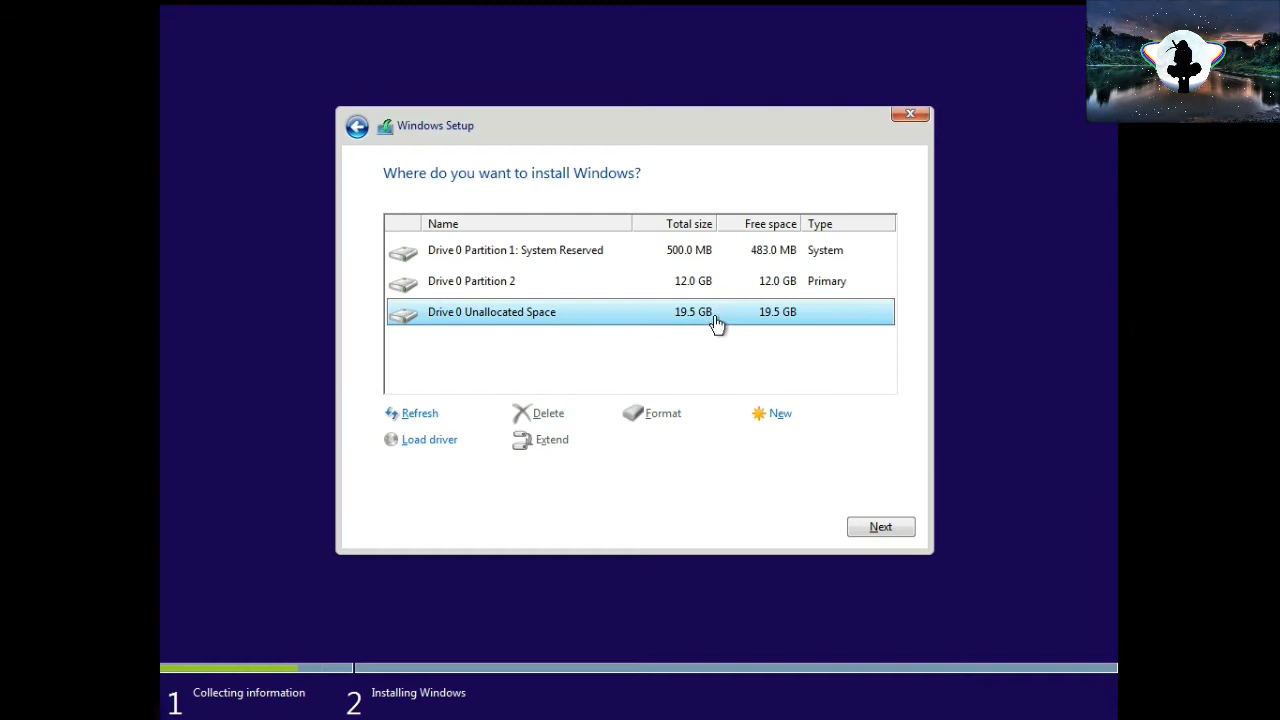 Windows Setup
Where do you want to install Windows?
Name Total size Free space Type
Drive 0 Partition 1: System Reserved 500.0 MB 483.0 MB System
Drive 0 Partition 2 12.0 GB 12.0 GB Primary
Drive 0 Unallocated Space 19.5 GB 19.5 GB
Refresh Delete Format New
Load driver Extend
Next
1 Collecting information 2 Installing Windows